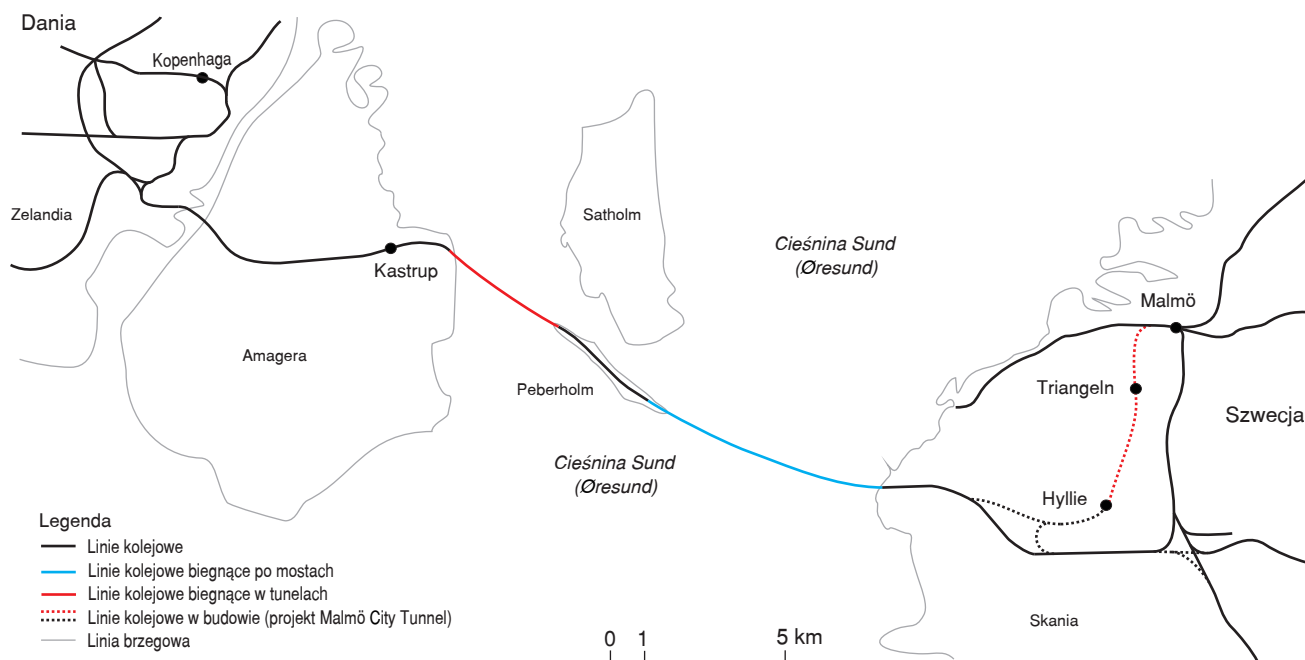 Dania
Kopenhaga
Zelandia
Satholm
Cieśnina Sund
(Øresund)
Kastrup
Malmö
Amagera
Peberholm
Triangeln
Szwecja
Cieśnina Sund
(Øresund)
Hyllie
Legenda
Linie kolejowe
Linie kolejowe biegnące po mostach
Linie kolejowe biegnące w tunelach
Linie kolejowe w budowie (projekt Malmö City Tunnel)
Linia brzegowa
Skania
0 1 5 km